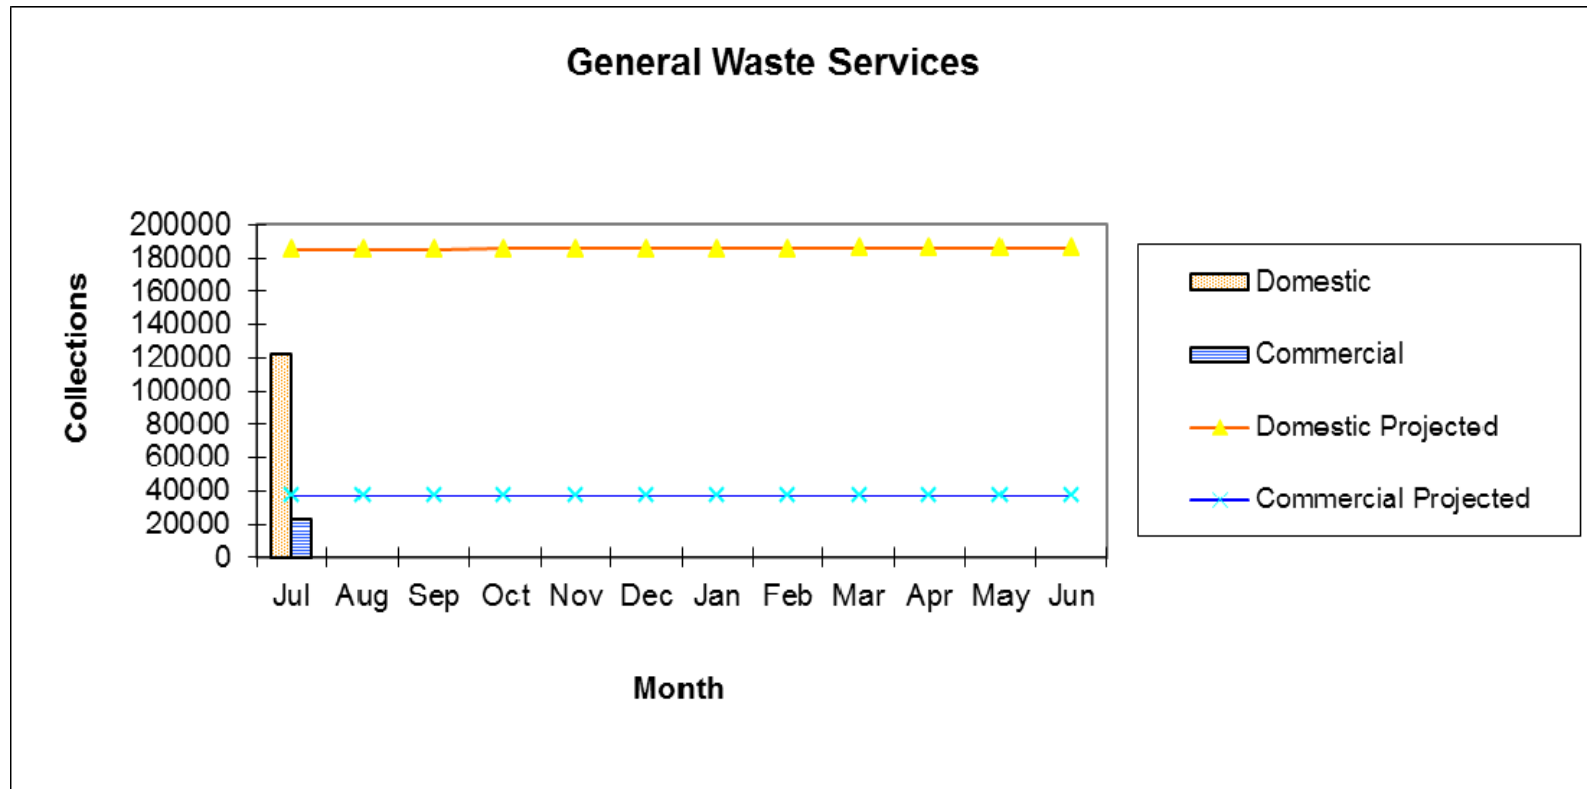 General Waste Services
200000
180000
160000
140000
120000
100000
80000
60000
40000
20000
0
Collections
Jul Aug Sep Oct Nov Dec Jan Feb Mar Apr May Jun
Month
Domestic
Commercial
Domestic Projected
Commercial Projected